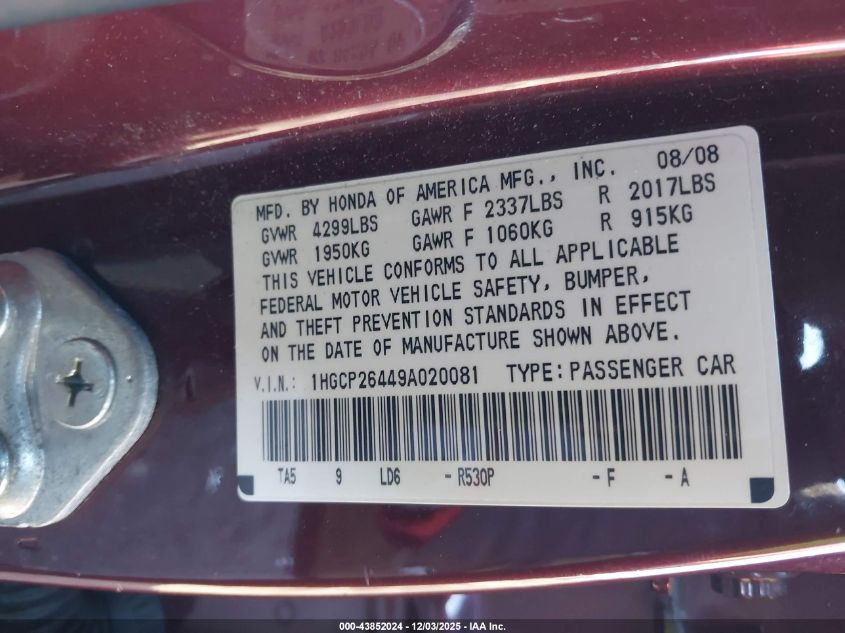 MFD. BY HONDA OF AMERICA MFG., INC. 08/08
GVWR 4299LBS GAWR F 2337LBS R 2017LBS
GVWR 1950KG GAWR F 1060KG R 915KG
THIS VEHICLE CONFORMS TO ALL APPLICABLE
FEDERAL MOTOR VEHICLE SAFETY, BUMPER,
AND THEFT PREVENTION STANDARDS IN EFFECT
ON THE DATE OF MANUFACTURE SHOWN ABOVE.
V.I.N.: 1HGCP26449A020081 TYPE: PASSENGER CAR
TA5 9 LD6 - R530P - F - A
000-43852024 - 12/03/2025 - IAA Inc.